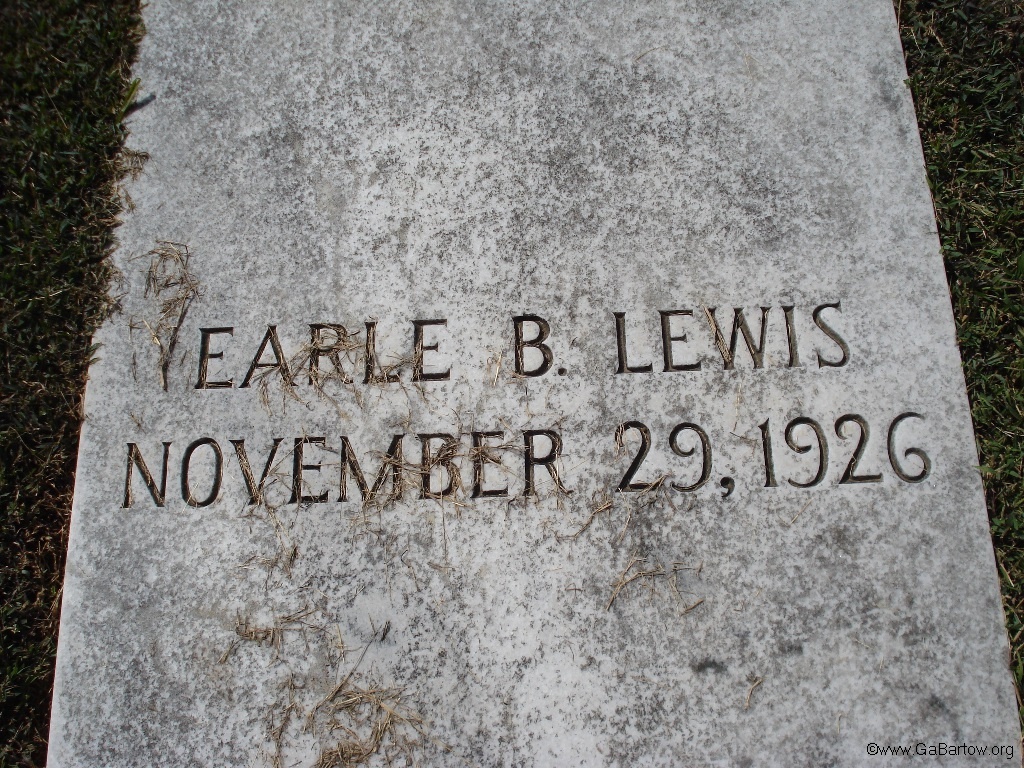 EARLE B. LEWIS
NOVEMBER 29, 1926
©www.GaBartow.org